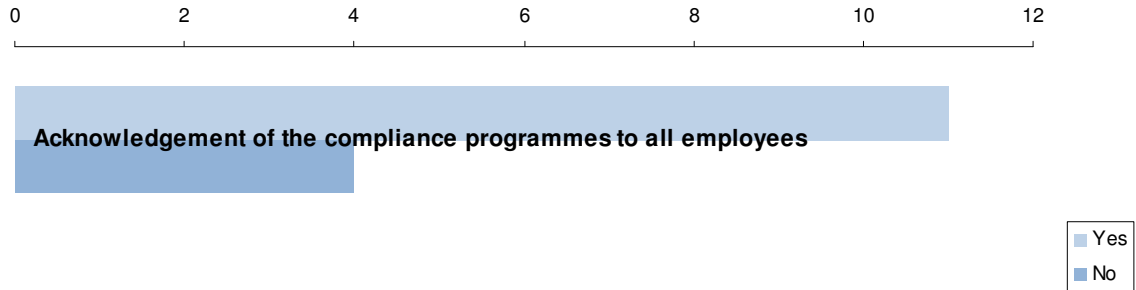 0 2 4 6 8 10 12
Acknowledgement of the compliance programmes to all employees
Yes
No